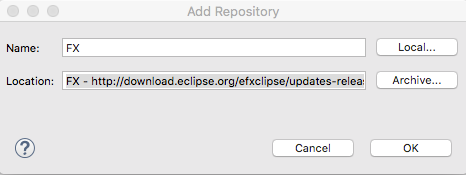 Add Repository
Name: FX Local...
Location: FX - http://download.eclipse.org/efxclipse/updates-releas Archive...
? Cancel OK